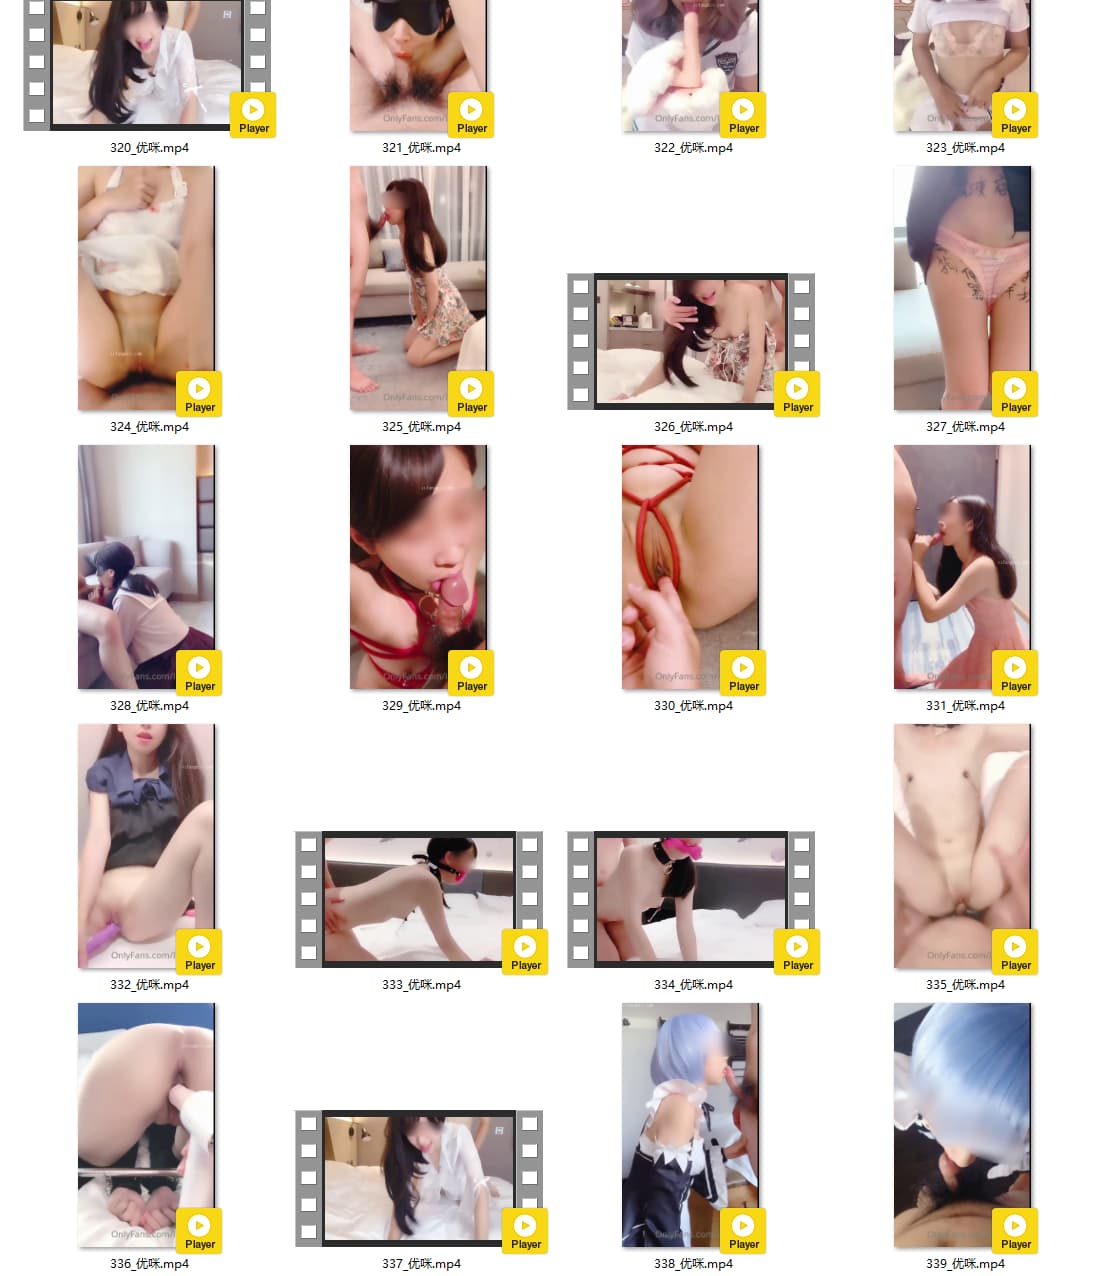 Player Player Player Player
320_优咪.mp4 321_优咪.mp4 322_优咪.mp4 323_优咪.mp4
OnlyFans.com/ OnlyFans.com/
Player Player Player Player
324_优咪.mp4 325_优咪.mp4 326_优咪.mp4 327_优咪.mp4
OnlyFans.com/ OnlyFans.com/
Player Player Player Player
328_优咪.mp4 329_优咪.mp4 330_优咪.mp4 331_优咪.mp4
OnlyFans.com/
Player Player Player Player
332_优咪.mp4 333_优咪.mp4 334_优咪.mp4 335_优咪.mp4
OnlyFans.com/
Player Player Player Player
336_优咪.mp4 337_优咪.mp4 338_优咪.mp4 339_优咪.mp4